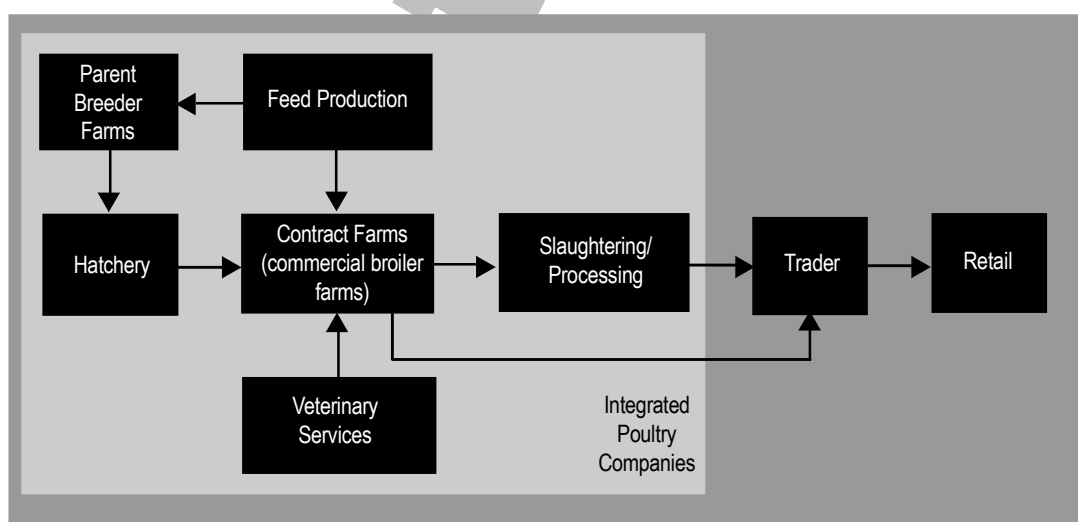 Parent
Breeder
Farms
Feed Production
Hatchery
Contract Farms
(commercial broiler
farms)
Slaughtering/
Processing
Trader
Retail
Veterinary
Services
Integrated
Poultry
Companies